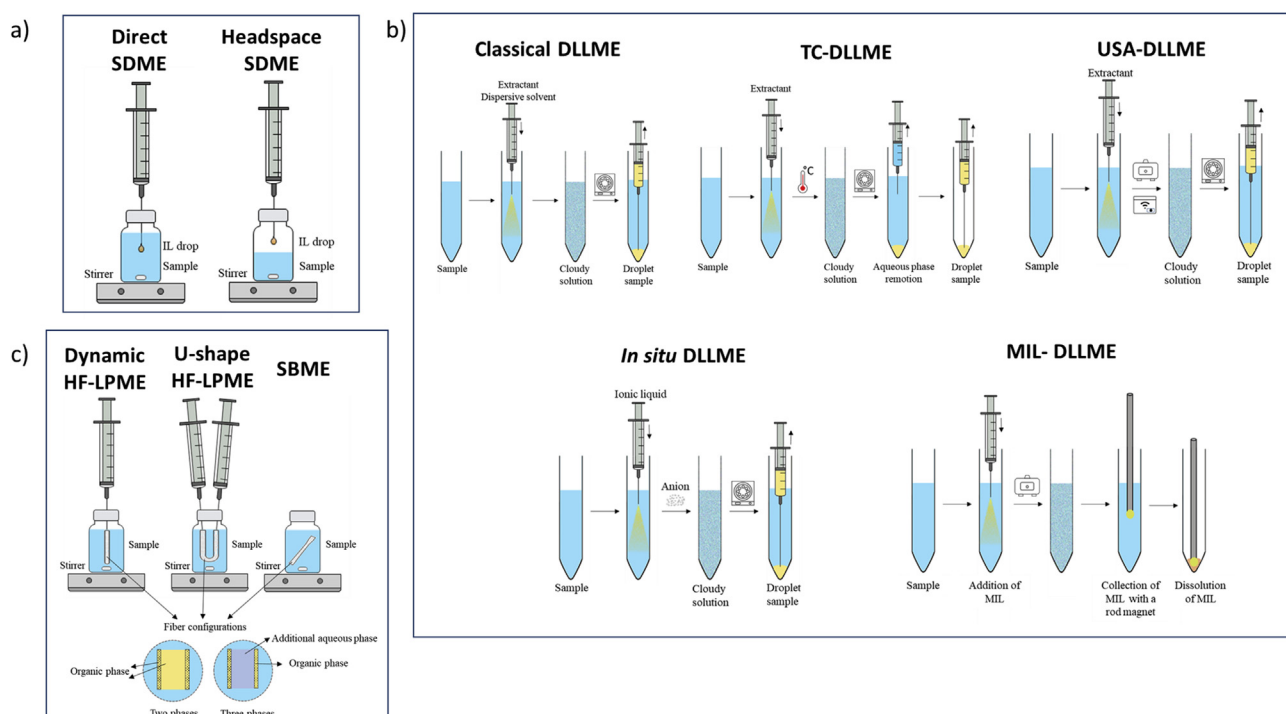 a)
Direct
SDME
Headspace
SDME
IL drop
Sample
Stirrer
IL drop
Sample
Stirrer
b)
Classical DLLME
Extractant
Dispersive solvent
Sample
Cloudy
solution
Droplet
sample
TC-DLLME
Extractant
°C
Sample
Cloudy
solution
Aqueous phase
remotion
Droplet
sample
USA-DLLME
Extractant
Sample
Cloudy
solution
Droplet
sample
In situ DLLME
Ionic liquid
Anion
Sample
Cloudy
solution
Droplet
sample
MIL- DLLME
Sample
Addition of
MIL
Collection of
MIL with a
rod magnet
Dissolution
of MIL
c)
Dynamic
HF-LPME
U-shape
HF-LPME
SBME
Sample
Stirrer
Sample
Stirrer
Sample
Stirrer
Fiber configurations
Additional aqueous phase
Organic phase
Organic phase
Two phases
Three phases